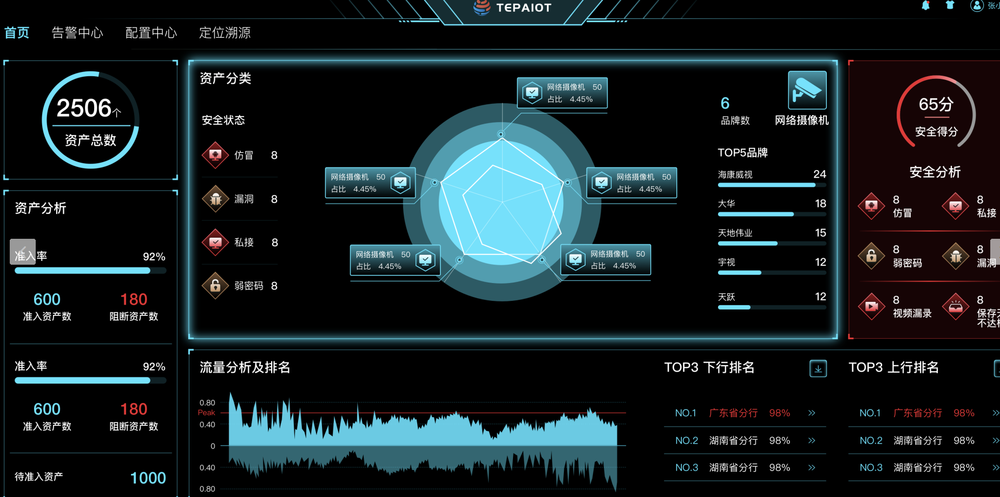 TEPAIOT
张小
首页 告警中心 配置中心 定位溯源
2506个
资产总数
资产分析
准入率 92%
600 180
准入资产数 阻断资产数
准入率 92%
600 180
准入资产数 阻断资产数
待准入资产 1000
资产分类
安全状态
仿冒 8
漏洞 8
私接 8
弱密码 8
网络摄像机 50
占比 4.45%
网络摄像机 50
占比 4.45%
网络摄像机 50
占比 4.45%
网络摄像机 50
占比 4.45%
网络摄像机 50
占比 4.45%
6
品牌数
网络摄像机
TOP5品牌
海康威视 24
大华 18
天地伟业 15
宇视 12
天跃 12
65分
安全得分
安全分析
8
仿冒
8
私接
8
弱密码
8
漏洞
8
视频漏录
8
保存天
不达标
流量分析及排名
0.80
Peak
0.40
0
0.40
0.80
TOP3 下行排名
NO.1 广东省分行 98%
NO.2 湖南省分行 98%
NO.3 湖南省分行 98%
TOP3 上行排名
NO.1 广东省分行 98%
NO.2 湖南省分行 98%
NO.3 湖南省分行 98%